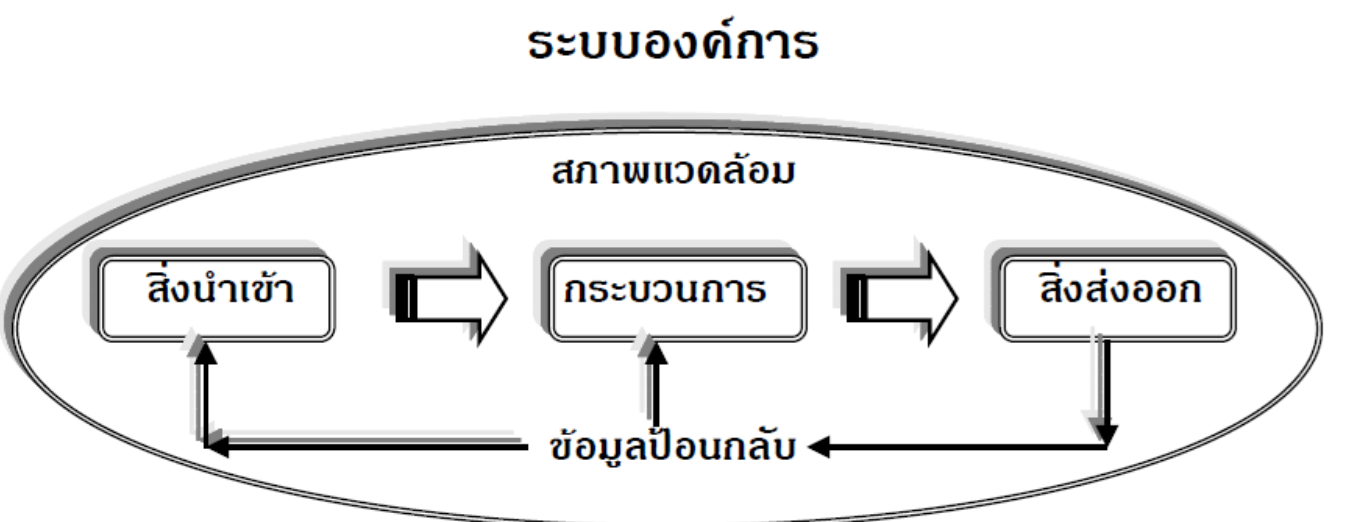 ระบบองค์การ
สภาพแวดล้อม
สิ่งนำเข้า
กระบวนการ
สิ่งส่งออก
ข้อมูลป้อนกลับ